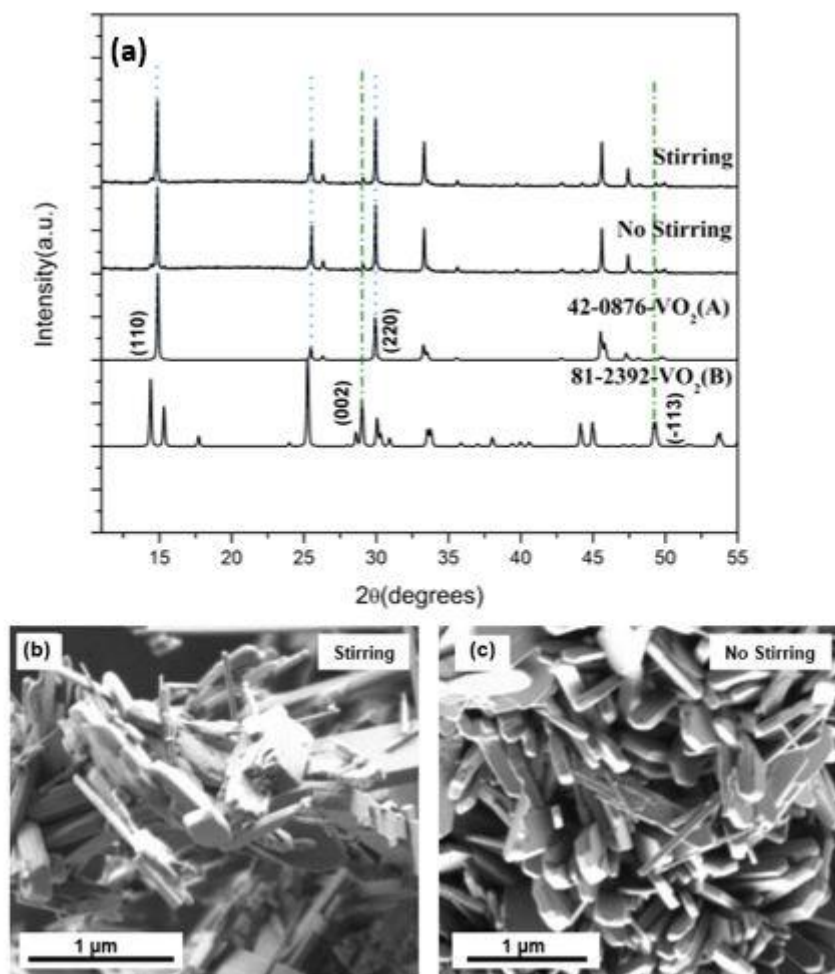 (a)
Stirring
No Stirring
42-0876-VO₂(A)
(110)
(220)
81-2392-VO₂(B)
(002)
(-113)
Intensity(a.u.)
15 20 25 30 35 40 45 50 55
2θ(degrees)
(b) Stirring
1 µm
(c) No Stirring
1 µm